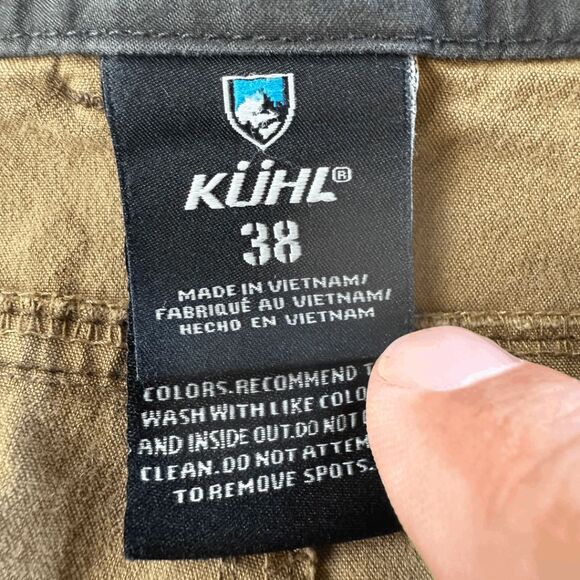 KÜHL®
38
MADE IN VIETNAM/
FABRIQUÉ AU VIETNAM/
HECHO EN VIETNAM
COLORS.RECOMMEND
WASH WITH LIKE
AND INSIDE OUT.DO NOT
CLEAN.DO NOT
TO REMOVE SPOTS.